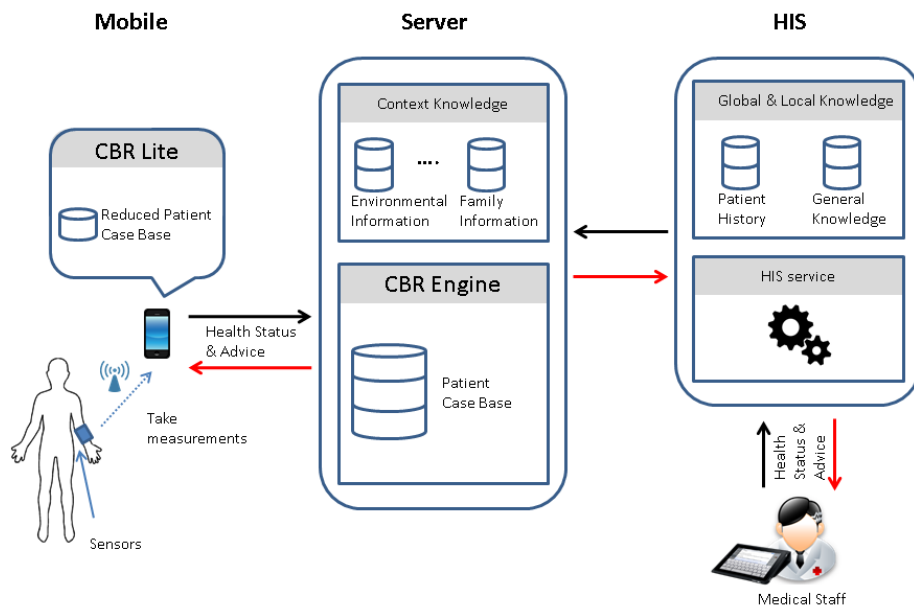 Mobile
Server
HIS
CBR Lite
Reduced Patient
Case Base
Context Knowledge
....
Environmental
Information
Family
Information
Global & Local Knowledge
Patient
History
General
Knowledge
CBR Engine
Patient
Case Base
HIS service
Health Status
& Advice
Take
measurements
Sensors
Health
Status &
Advice
Medical Staff